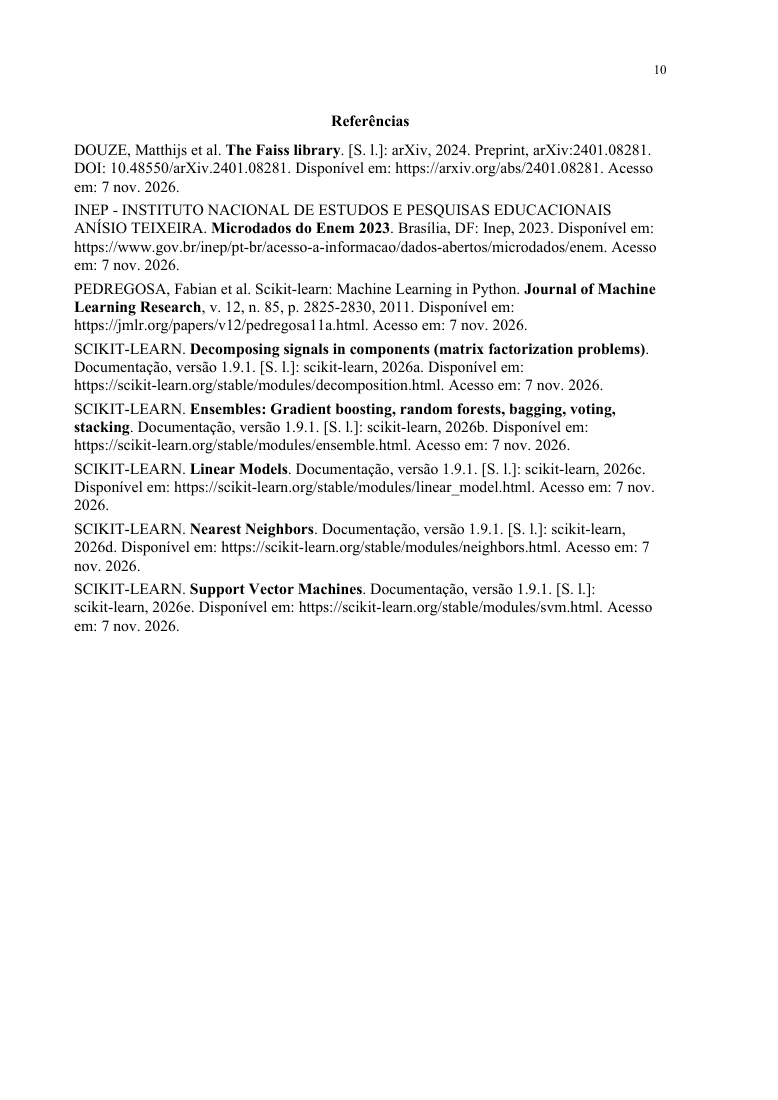 10
Referências
DOUZE, Matthijs et al. The Faiss library. [S. l.]: arXiv, 2024. Preprint, arXiv:2401.08281.
DOI: 10.48550/arXiv.2401.08281. Disponível em: https://arxiv.org/abs/2401.08281. Acesso
em: 7 nov. 2026.
INEP - INSTITUTO NACIONAL DE ESTUDOS E PESQUISAS EDUCACIONAIS
ANÍSIO TEIXEIRA. Microdados do Enem 2023. Brasília, DF: Inep, 2023. Disponível em:
https://www.gov.br/inep/pt-br/acesso-a-informacao/dados-abertos/microdados/enem. Acesso
em: 7 nov. 2026.
PEDREGOSA, Fabian et al. Scikit-learn: Machine Learning in Python. Journal of Machine
Learning Research, v. 12, n. 85, p. 2825-2830, 2011. Disponível em:
https://jmlr.org/papers/v12/pedregosa11a.html. Acesso em: 7 nov. 2026.
SCIKIT-LEARN. Decomposing signals in components (matrix factorization problems).
Documentação, versão 1.9.1. [S. l.]: scikit-learn, 2026a. Disponível em:
https://scikit-learn.org/stable/modules/decomposition.html. Acesso em: 7 nov. 2026.
SCIKIT-LEARN. Ensembles: Gradient boosting, random forests, bagging, voting,
stacking. Documentação, versão 1.9.1. [S. l.]: scikit-learn, 2026b. Disponível em:
https://scikit-learn.org/stable/modules/ensemble.html. Acesso em: 7 nov. 2026.
SCIKIT-LEARN. Linear Models. Documentação, versão 1.9.1. [S. l.]: scikit-learn, 2026c.
Disponível em: https://scikit-learn.org/stable/modules/linear_model.html. Acesso em: 7 nov.
2026.
SCIKIT-LEARN. Nearest Neighbors. Documentação, versão 1.9.1. [S. l.]: scikit-learn,
2026d. Disponível em: https://scikit-learn.org/stable/modules/neighbors.html. Acesso em: 7
nov. 2026.
SCIKIT-LEARN. Support Vector Machines. Documentação, versão 1.9.1. [S. l.]:
scikit-learn, 2026e. Disponível em: https://scikit-learn.org/stable/modules/svm.html. Acesso
em: 7 nov. 2026.